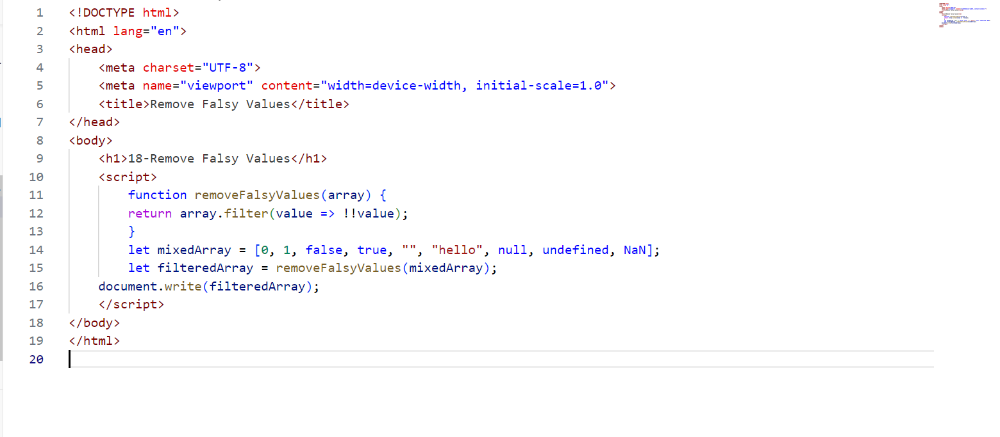 1 <!DOCTYPE html>
2 <html lang="en">
3 <head>
4 <meta charset="UTF-8">
5 <meta name="viewport" content="width=device-width, initial-scale=1.0">
6 <title>Remove Falsy Values</title>
7 </head>
8 <body>
9 <h1>18-Remove Falsy Values</h1>
10 <script>
11 function removeFalsyValues(array) {
12 return array.filter(value => !!value);
13 }
14 let mixedArray = [0, 1, false, true, "", "hello", null, undefined, NaN];
15 let filteredArray = removeFalsyValues(mixedArray);
16 document.write(filteredArray);
17 </script>
18 </body>
19 </html>
20